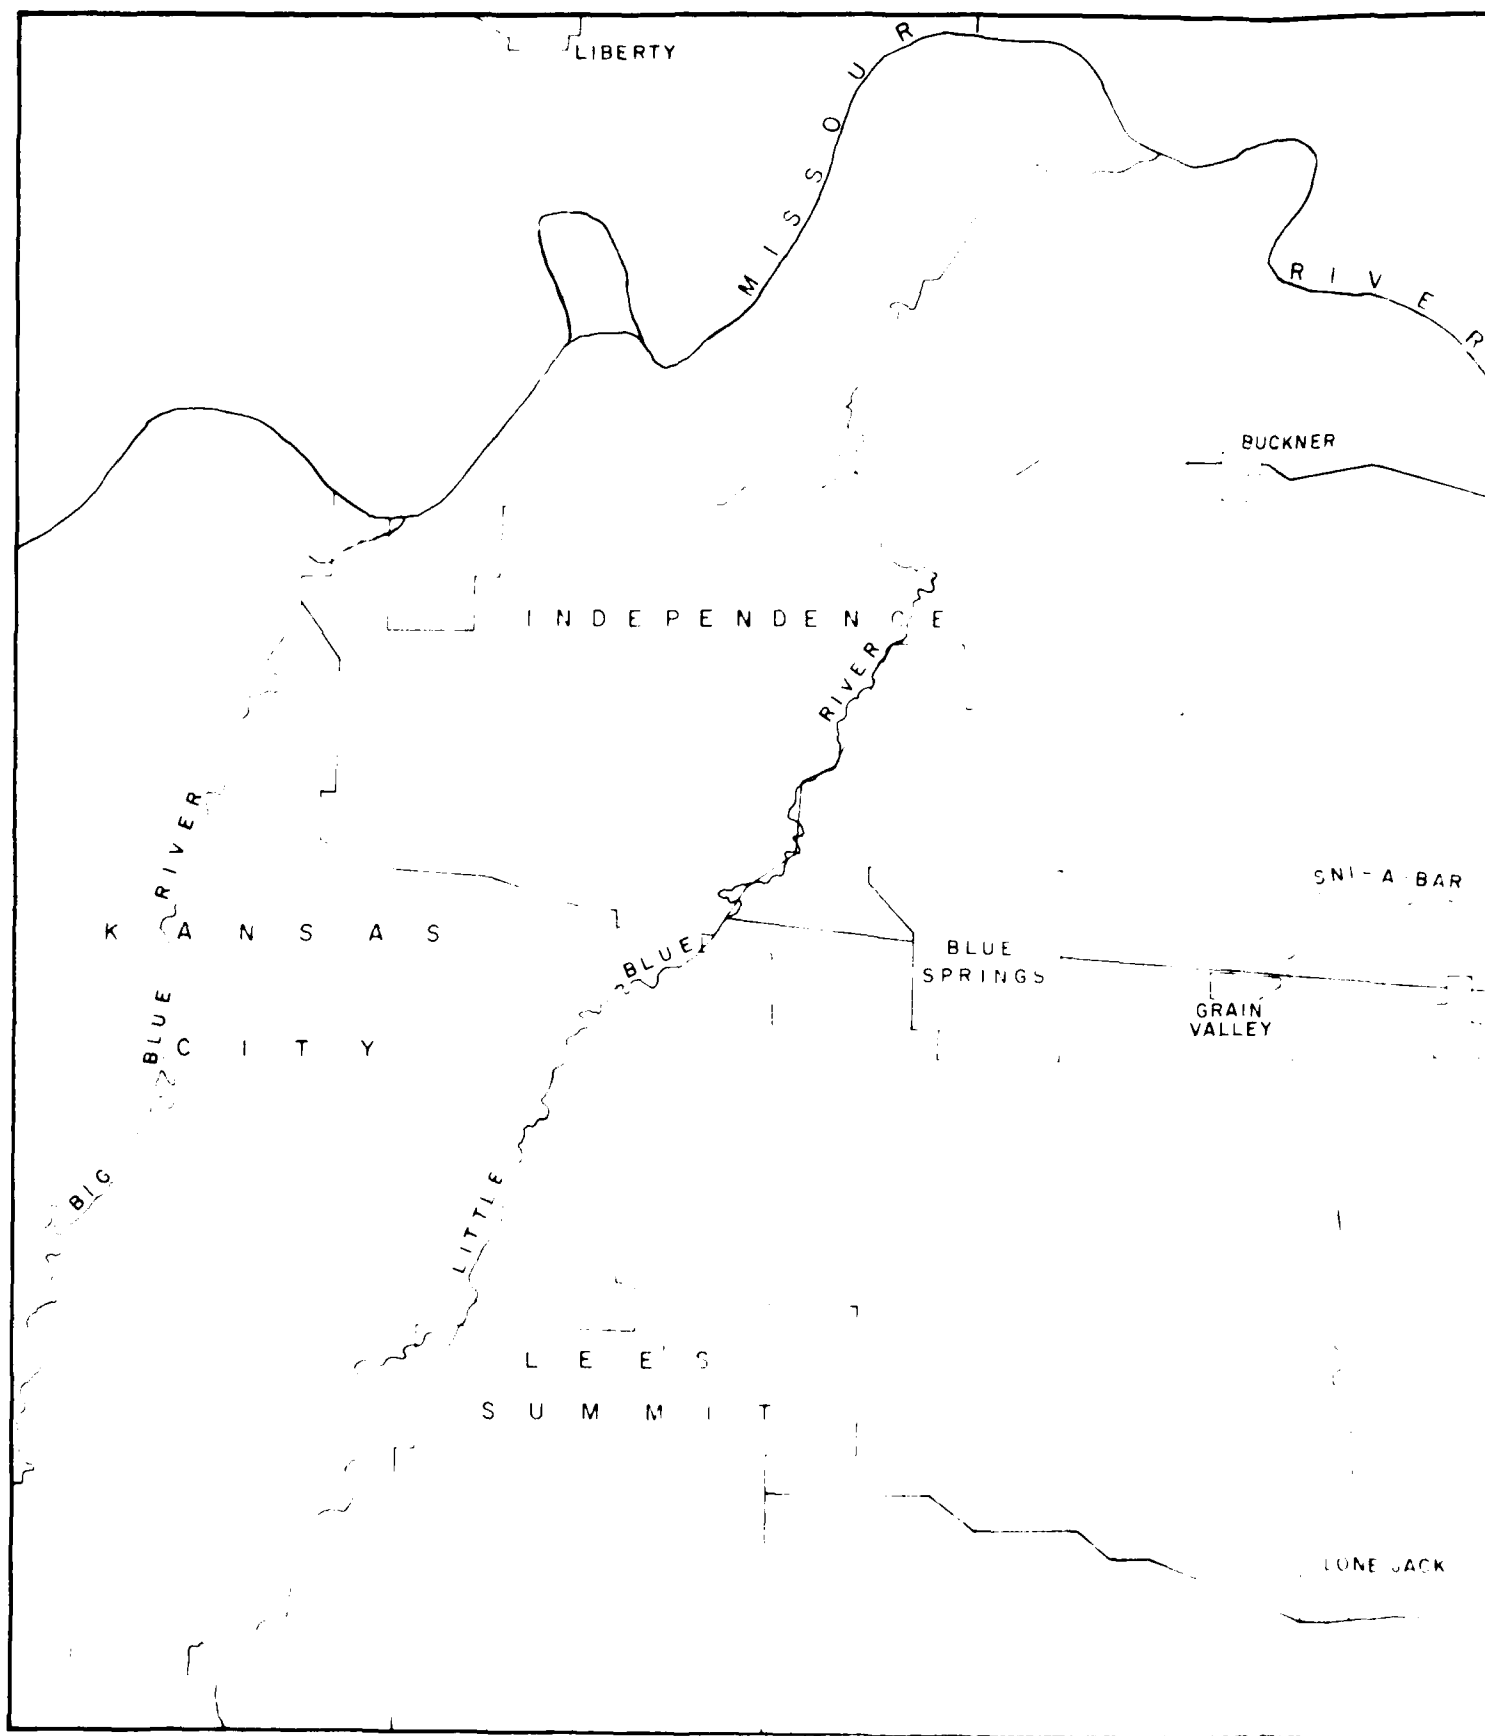 LIBERTY
MISSOURI RIVER
BUCKNER
INDEPENDENCE
LITTLE BLUE RIVER
SNI-A-BAR
KANSAS
CITY
BIG BLUE RIVER
BLUE
SPRINGS
GRAIN
VALLEY
LEE'S
SUMMIT
LONE JACK